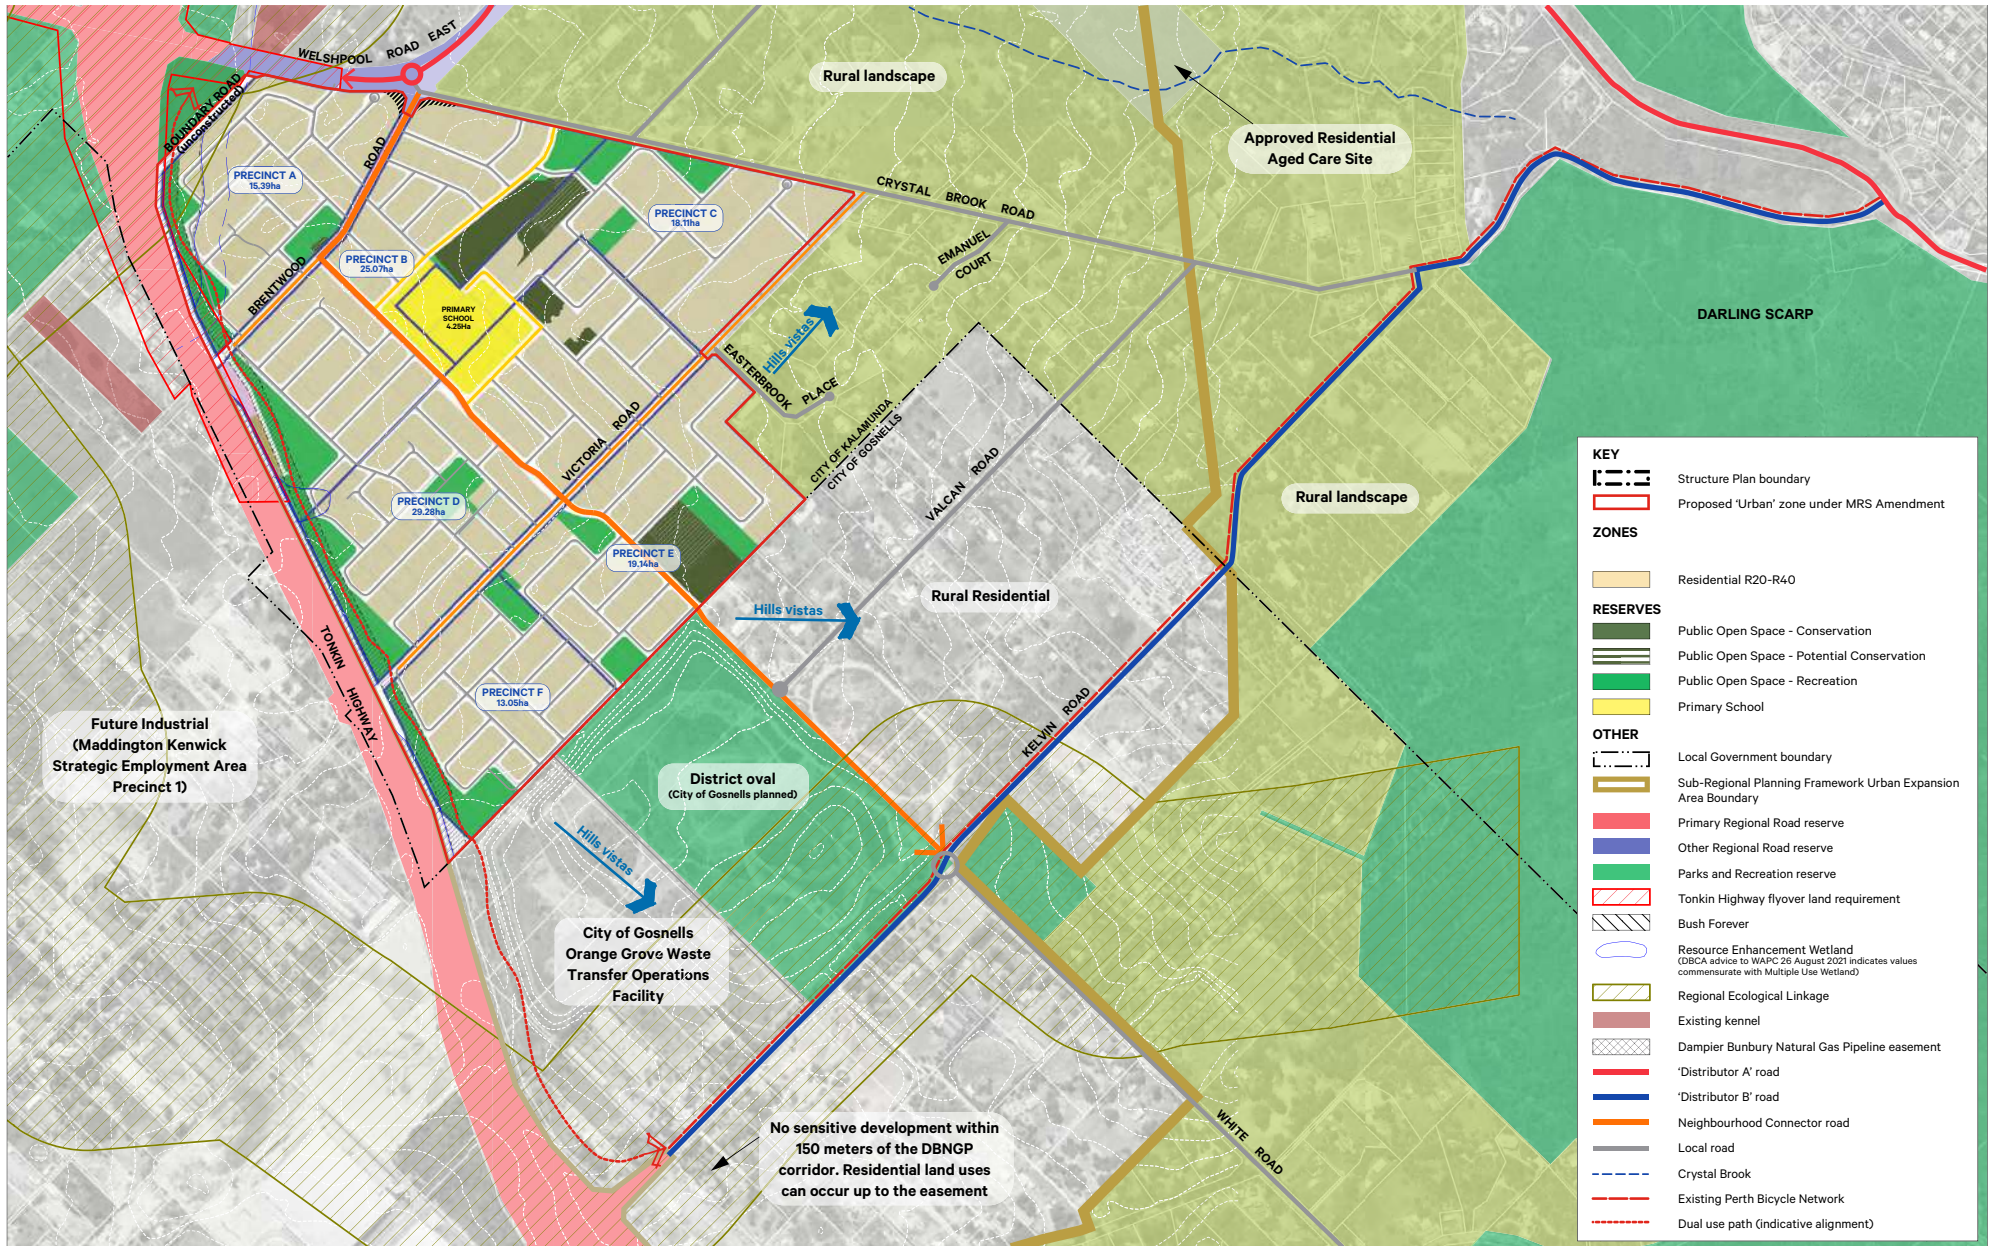 WELSHPOOL ROAD EAST
BOUNDARY ROAD
(unconstructed)
ROAD
Rural landscape
Approved Residential
Aged Care Site
PRECINCT A
15.39ha
PRECINCT C
18.11ha
CRYSTAL BROOK ROAD
PRECINCT B
25.07ha
BRENTWOOD
EMANUEL
COURT
PRIMARY
SCHOOL
4.25Ha
DARLING SCARP
Hills vistas
EASTERBROOK
PLACE
VICTORIA ROAD
CITY OF KALAMUNDA
CITY OF GOSNELLS
VALCAN ROAD
Rural landscape
PRECINCT D
29.28ha
PRECINCT E
19.14ha
Rural Residential
Hills vistas
TONKIN
HIGHWAY
PRECINCT F
13.05ha
KELVIN ROAD
Future Industrial
(Maddington Kenwick
Strategic Employment Area
Precinct 1)
District oval
(City of Gosnells planned)
Hills vistas
City of Gosnells
Orange Grove Waste
Transfer Operations
Facility
No sensitive development within
150 meters of the DBNGP
corridor. Residential land uses
can occur up to the easement
WHITE ROAD
KEY
Structure Plan boundary
Proposed 'Urban' zone under MRS Amendment
ZONES
Residential R20-R40
RESERVES
Public Open Space - Conservation
Public Open Space - Potential Conservation
Public Open Space - Recreation
Primary School
OTHER
Local Government boundary
Sub-Regional Planning Framework Urban Expansion
Area Boundary
Primary Regional Road reserve
Other Regional Road reserve
Parks and Recreation reserve
Tonkin Highway flyover land requirement
Bush Forever
Resource Enhancement Wetland
(DBCA advice to WAPC 26 August 2021 indicates values
commensurate with Multiple Use Wetland)
Regional Ecological Linkage
Existing kennel
Dampier Bunbury Natural Gas Pipeline easement
'Distributor A' road
'Distributor B' road
Neighbourhood Connector road
Local road
Crystal Brook
Existing Perth Bicycle Network
Dual use path (indicative alignment)